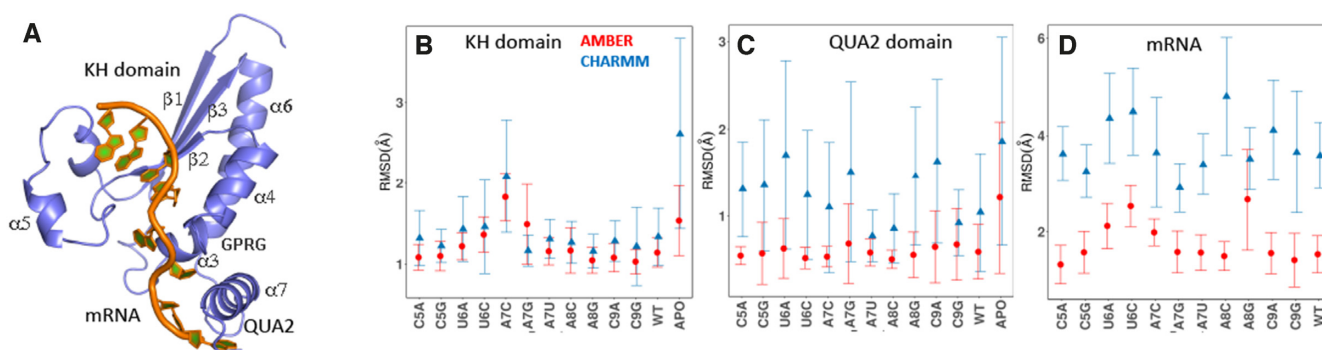 A
KH domain
β1
β3
α6
β2
α5
α4
GPRG
α3
α7
mRNA
QUA2
B
KH domain
AMBER
CHARMM
RMSD(Å)
3
2
1
C5A C5G U6A U6C A7C A7G A7U A8C A8G C9A C9G WT APO
C
QUA2 domain
RMSD(Å)
3
2
1
C5A C5G U6A U6C A7C A7G A7U A8C A8G C9A C9G WT APO
D
mRNA
RMSD(Å)
6
4
2
C5A C5G U6A U6C A7C A7G A7U A8C A8G C9A C9G WT